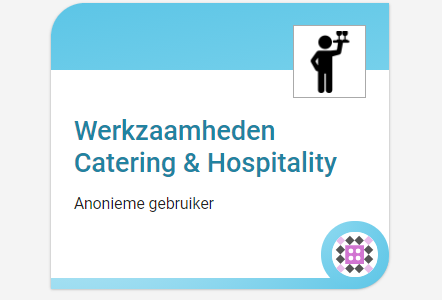 Werkzaamheden
Catering & Hospitality
Anonieme gebruiker